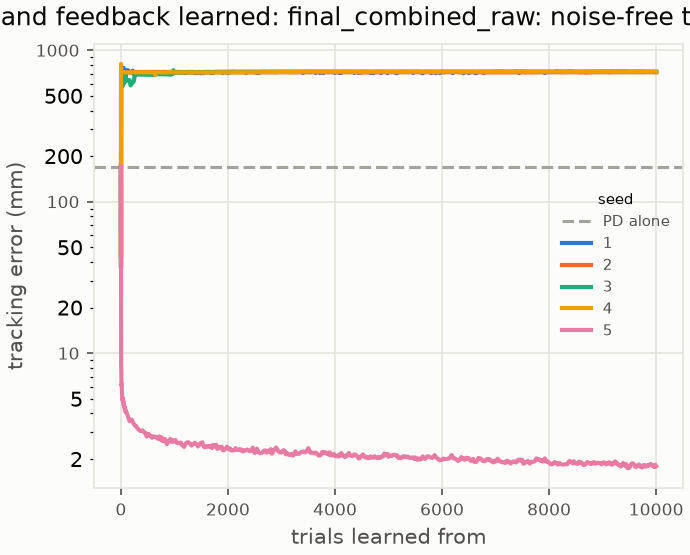 and feedback learned: final_combined_raw: noise-free t
1000
500
200
100
50
20
10
5
2
tracking error (mm)
seed
PD alone
1
2
3
4
5
0 2000 4000 6000 8000 10000
trials learned from